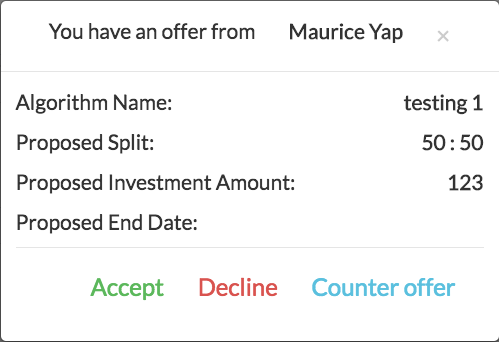 You have an offer from Maurice Yap ×
Algorithm Name: testing 1
Proposed Split: 50 : 50
Proposed Investment Amount: 123
Proposed End Date:
Accept Decline Counter offer